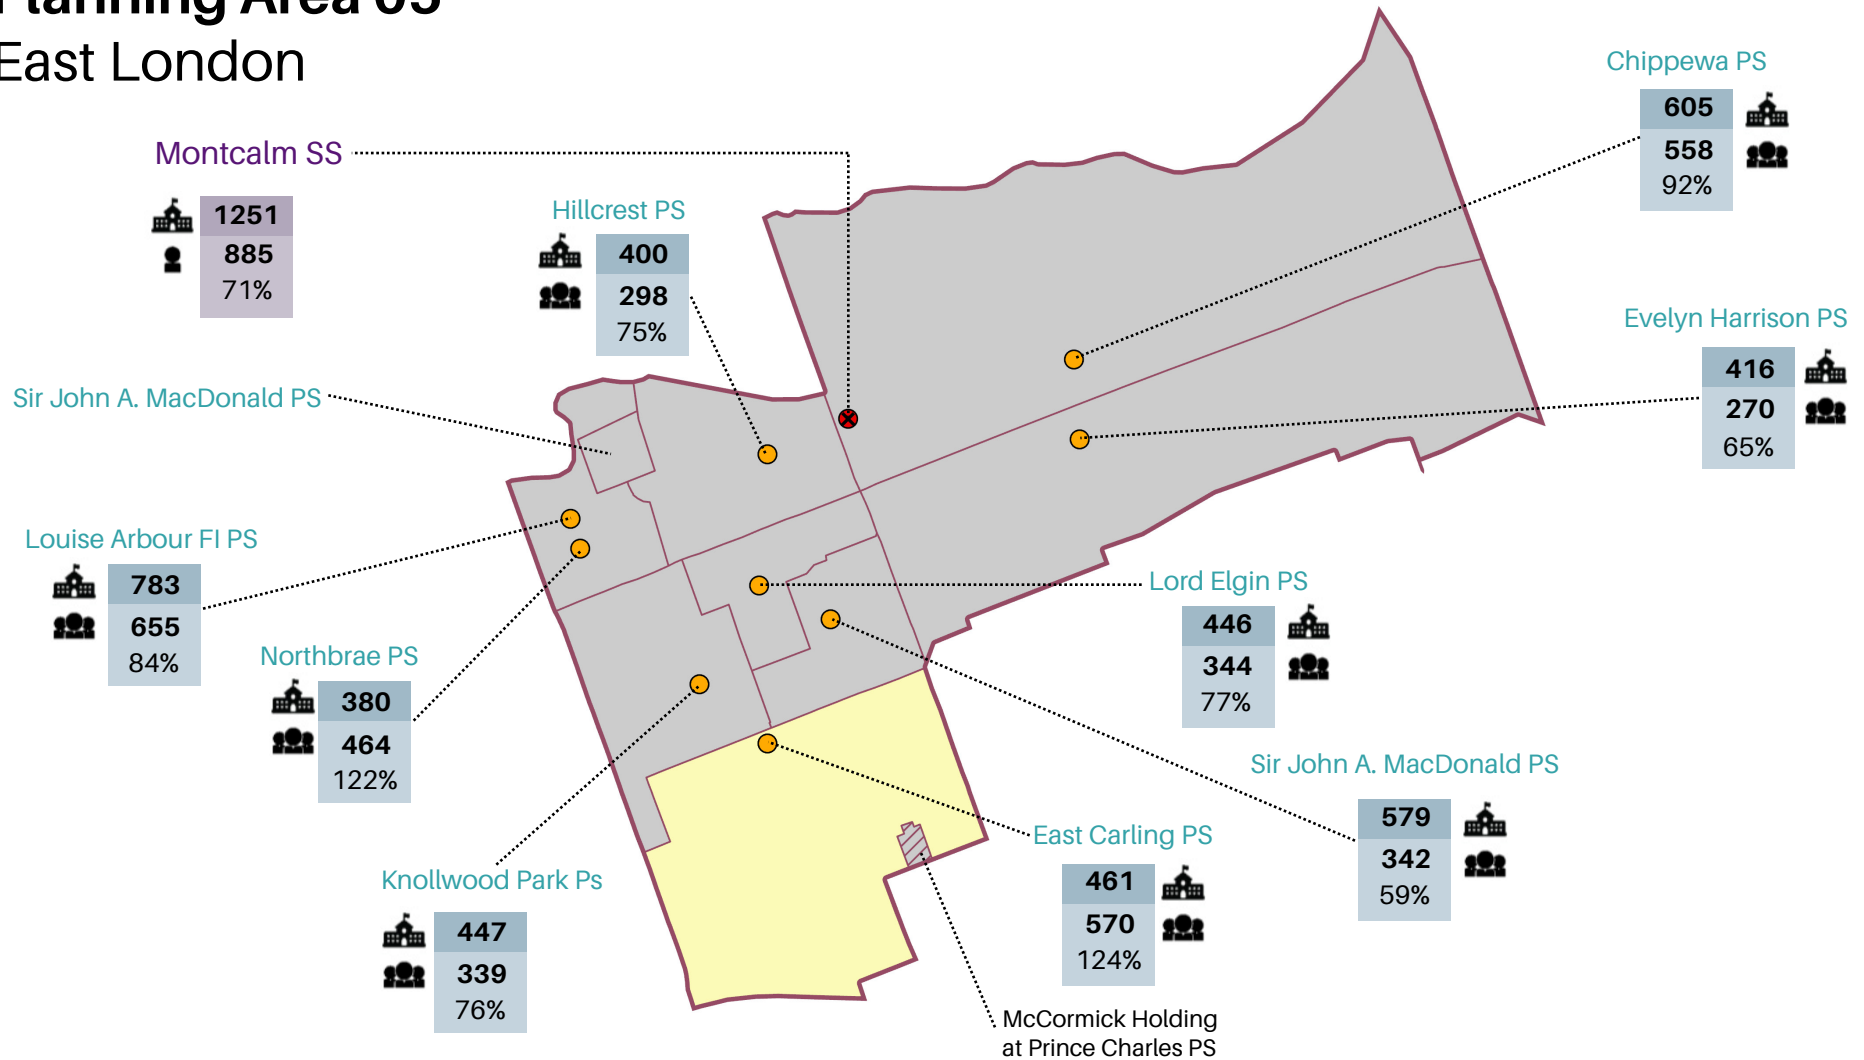 Planning Area 05
East London
Chippewa PS
605
558
92%
Montcalm SS
1251
885
71%
Hillcrest PS
400
298
75%
Evelyn Harrison PS
416
270
65%
Sir John A. MacDonald PS
Louise Arbour FI PS
783
655
84%
Lord Elgin PS
446
344
77%
Northbrae PS
380
464
122%
Sir John A. MacDonald PS
579
342
59%
East Carling PS
461
570
124%
Knollwood Park Ps
447
339
76%
McCormick Holding
at Prince Charles PS